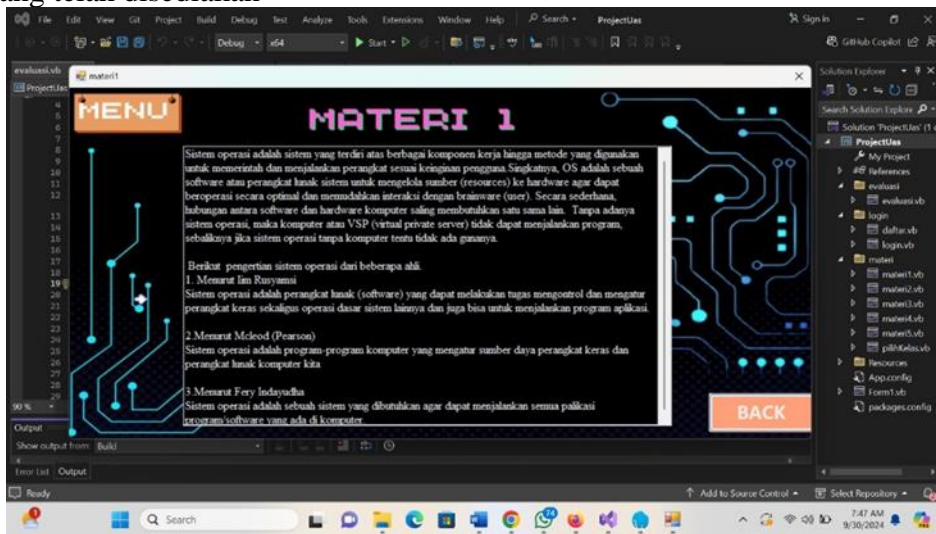 ang telah disediakan
File Edit View Git Project Build Debug Test Analyze Tools Extensions Window Help Search ProjectUas Sign in
Debug x64 Start GitHub Copilot
evaluasi.vb
materi1
Solution Explorer
ProjectUas
Search Solution Explore
MENU
MATERI 1
Solution 'ProjectUas' (1
ProjectUas
My Project
References
evaluasi
evaluasi.vb
login
daftar.vb
login.vb
materi
materi1.vb
materi2.vb
materi3.vb
materi4.vb
materi5.vb
pilihKelas.vb
Resources
App.config
Form1.vb
packages.config
Sistem operasi adalah sistem yang terdiri atas berbagai komponen kerja hingga metode yang digunakan
untuk memerintah dan menjalankan perangkat sesuai keinginan pengguna.Singkatnya, OS adalah sebuah
software atau perangkat lunak sistem untuk mengelola sumber (resources) ke hardware agar dapat
beroperasi secara optimal dan memudahkan interaksi dengan brainware (user). Secara sederhana,
hubungan antara software dan hardware komputer saling membutuhkan satu sama lain. Tanpa adanya
sistem operasi, maka komputer atau VSP (virtual private server) tidak dapat menjalankan program,
sebaliknya jika sistem operasi tanpa komputer tentu tidak ada gunanya.
Berikut pengertian sistem operasi dari beberapa ahli.
1. Menurut Iim Rusyamsi
Sistem operasi adalah perangkat lunak (software) yang dapat melakukan tugas mengontrol dan mengatur
perangkat keras sekaligus operasi dasar sistem lainnya dan juga bisa untuk menjalankan program aplikasi.
2.Menurut Mcleod (Pearson)
Sistem operasi adalah program-program komputer yang mengatur sumber daya perangkat keras dan
perangkat lunak komputer kita
3.Menurut Fery Indayudha
Sistem operasi adalah sebuah sistem yang dibutuhkan agar dapat menjalankan semua palikasi
program/software yang ada di komputer.
BACK
90 %
Output
Show output from: Build
Error List Output
Ready
Add to Source Control Select Repository
Search
74
7:47 AM
9/30/2024